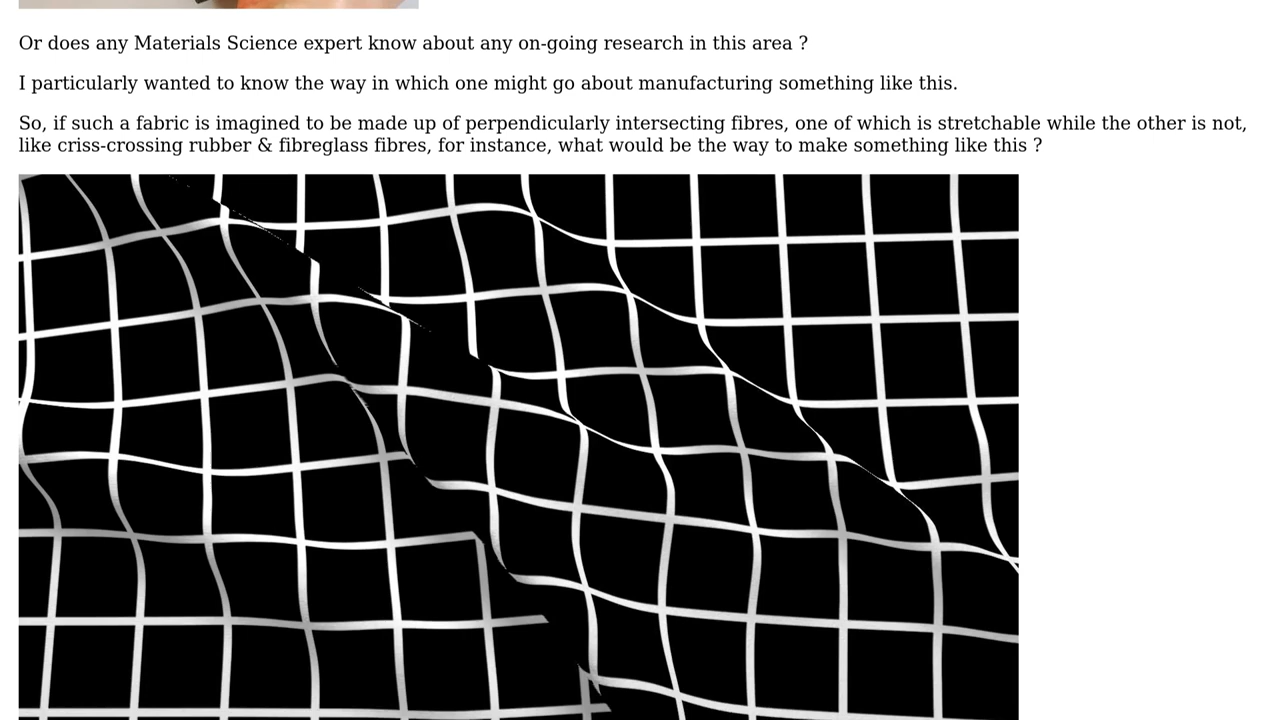 Or does any Materials Science expert know about any on-going research in this area ?
I particularly wanted to know the way in which one might go about manufacturing something like this.
So, if such a fabric is imagined to be made up of perpendicularly intersecting fibres, one of which is stretchable while the other is not,
like criss-crossing rubber & fibreglass fibres, for instance, what would be the way to make something like this ?